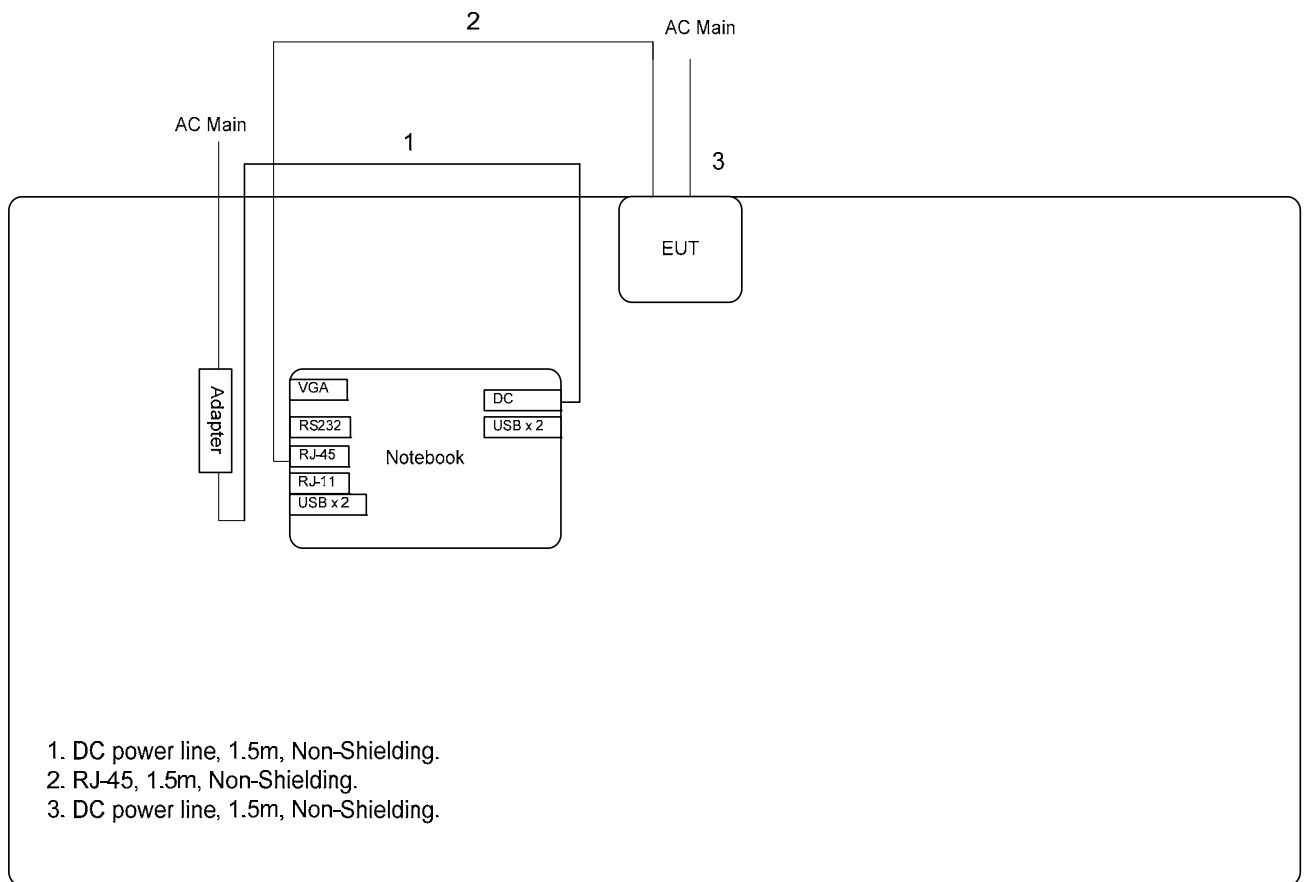 2
AC Main
AC Main
1
3
EUT
Adapter
VGA
DC
RS232
USB x 2
RJ-45
Notebook
RJ-11
USB x 2
1. DC power line, 1.5m, Non-Shielding.
2. RJ-45, 1.5m, Non-Shielding.
3. DC power line, 1.5m, Non-Shielding.